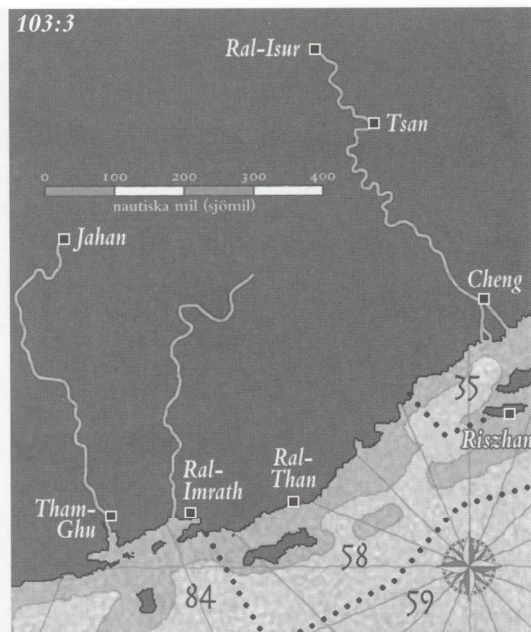 103:3
Ral-Isur
Tsan
0 100 200 300 400
nautiska mil (sjömil)
Jahan
Cheng
35
Riszhan
Ral-
Imrath
Ral-
Than
Tham-
Ghu
58
84
59